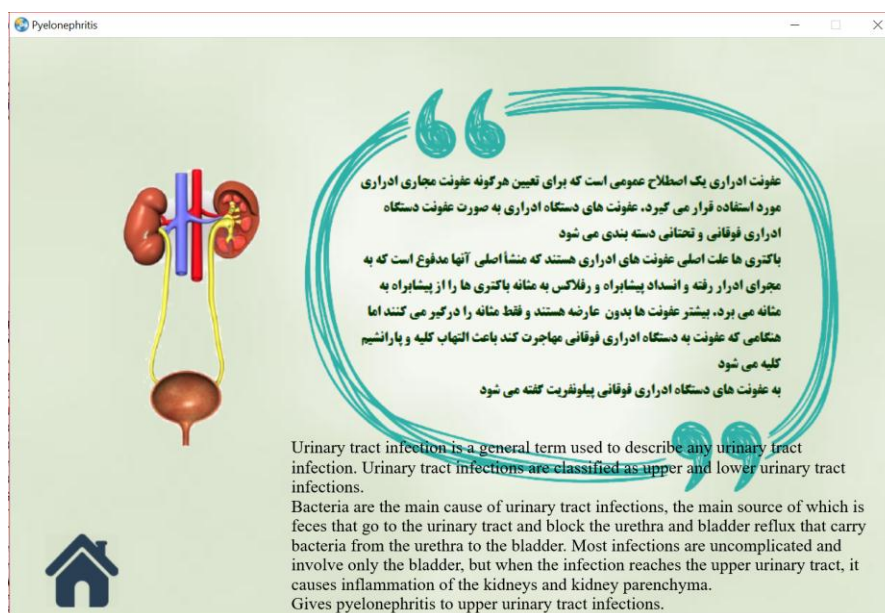 Pyelonephritis
عفونت ادراری یک اصطلاح عمومی است که برای تعیین هرگونه عفونت مجاری ادراری
مورد استفاده قرار می گیرد. عفونت های دستگاه ادراری به صورت عفونت دستگاه
ادراری فوقانی و تحتانی دسته بندی می شود
باکتری ها علت اصلی عفونت های ادراری هستند که منشأ اصلی آنها مدفوع است که به
مجرای ادرار رفته و انسداد پیشابراه و رفلاکس به مثانه باکتری ها را از پیشابراه به
مثانه می برد. بیشتر عفونت ها بدون عارضه هستند و فقط مثانه را درگیر می کنند اما
هنگامی که عفونت به دستگاه ادراری فوقانی مهاجرت کند باعث التهاب کلیه و پارانشیم
کلیه می شود
به عفونت های دستگاه ادراری فوقانی پیلونفریت گفته می شود
Urinary tract infection is a general term used to describe any urinary tract
infection. Urinary tract infections are classified as upper and lower urinary tract
infections.
Bacteria are the main cause of urinary tract infections, the main source of which is
feces that go to the urinary tract and block the urethra and bladder reflux that carry
bacteria from the urethra to the bladder. Most infections are uncomplicated and
involve only the bladder, but when the infection reaches the upper urinary tract, it
causes inflammation of the kidneys and kidney parenchyma.
Gives pyelonephritis to upper urinary tract infections.